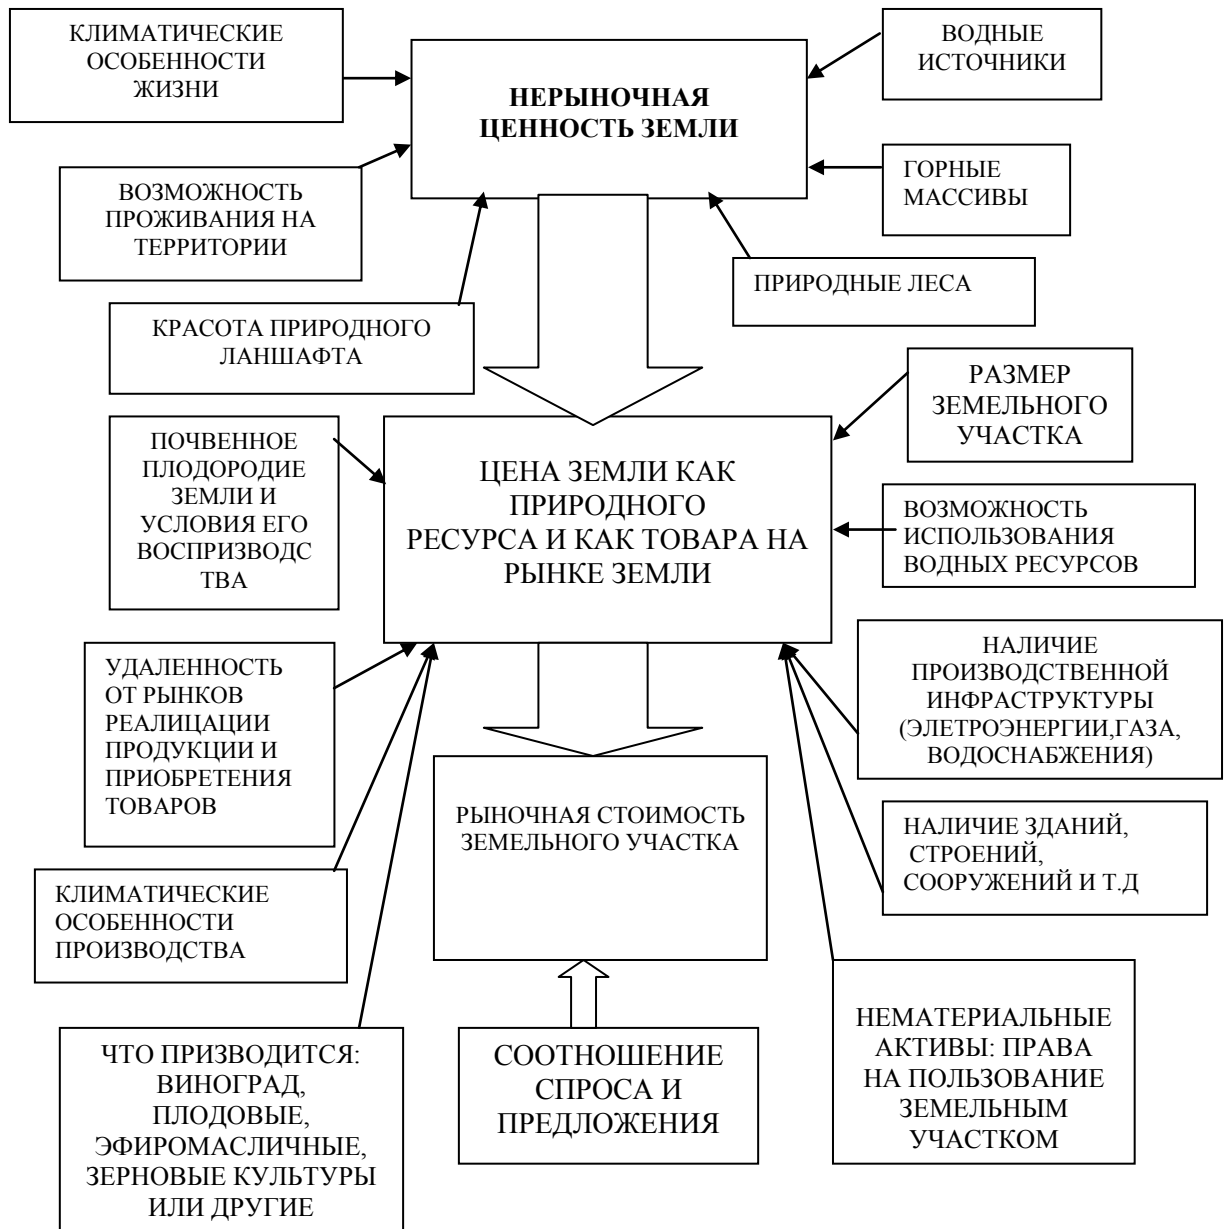 КЛИМАТИЧЕСКИЕ
ОСОБЕННОСТИ
ЖИЗНИ
НЕРЫНОЧНАЯ
ЦЕННОСТЬ ЗЕМЛИ
ВОДНЫЕ
ИСТОЧНИКИ
ВОЗМОЖНОСТЬ
ПРОЖИВАНИЯ НА
ТЕРРИТОРИИ
ГОРНЫЕ
МАССИВЫ
КРАСОТА ПРИРОДНОГО
ЛАНШАФТА
ПРИРОДНЫЕ ЛЕСА
РАЗМЕР
ЗЕМЕЛЬНОГО
УЧАСТКА
ПОЧВЕННОЕ
ПЛОДОРОДИЕ
ЗЕМЛИ И
УСЛОВИЯ ЕГО
ВОСПРИЗВОДС
ТВА
ЦЕНА ЗЕМЛИ КАК
ПРИРОДНОГО
РЕСУРСА И КАК ТОВАРА НА
РЫНКЕ ЗЕМЛИ
ВОЗМОЖНОСТЬ
ИСПОЛЬЗОВАНИЯ
ВОДНЫХ РЕСУРСОВ
УДАЛЕННОСТЬ
ОТ РЫНКОВ
РЕАЛИЦАЦИИ
ПРОДУКЦИИ И
ПРИОБРЕТЕНИЯ
ТОВАРОВ
НАЛИЧИЕ
ПРОИЗВОДСТВЕННОЙ
ИНФРАСТРУКТУРЫ
(ЭЛЕТРОЭНЕРГИИ,ГАЗА,
ВОДОСНАБЖЕНИЯ)
РЫНОЧНАЯ СТОИМОСТЬ
ЗЕМЕЛЬНОГО УЧАСТКА
НАЛИЧИЕ ЗДАНИЙ,
СТРОЕНИЙ,
СООРУЖЕНИЙ И Т.Д
КЛИМАТИЧЕСКИЕ
ОСОБЕННОСТИ
ПРОИЗВОДСТВА
ЧТО ПРИЗВОДИТСЯ:
ВИНОГРАД,
ПЛОДОВЫЕ,
ЭФИРОМАСЛИЧНЫЕ,
ЗЕРНОВЫЕ КУЛЬТУРЫ
ИЛИ ДРУГИЕ
СООТНОШЕНИЕ
СПРОСА И
ПРЕДЛОЖЕНИЯ
НЕМАТЕРИАЛЬНЫЕ
АКТИВЫ: ПРАВА
НА ПОЛЬЗОВАНИЕ
ЗЕМЕЛЬНЫМ
УЧАСТКОМ